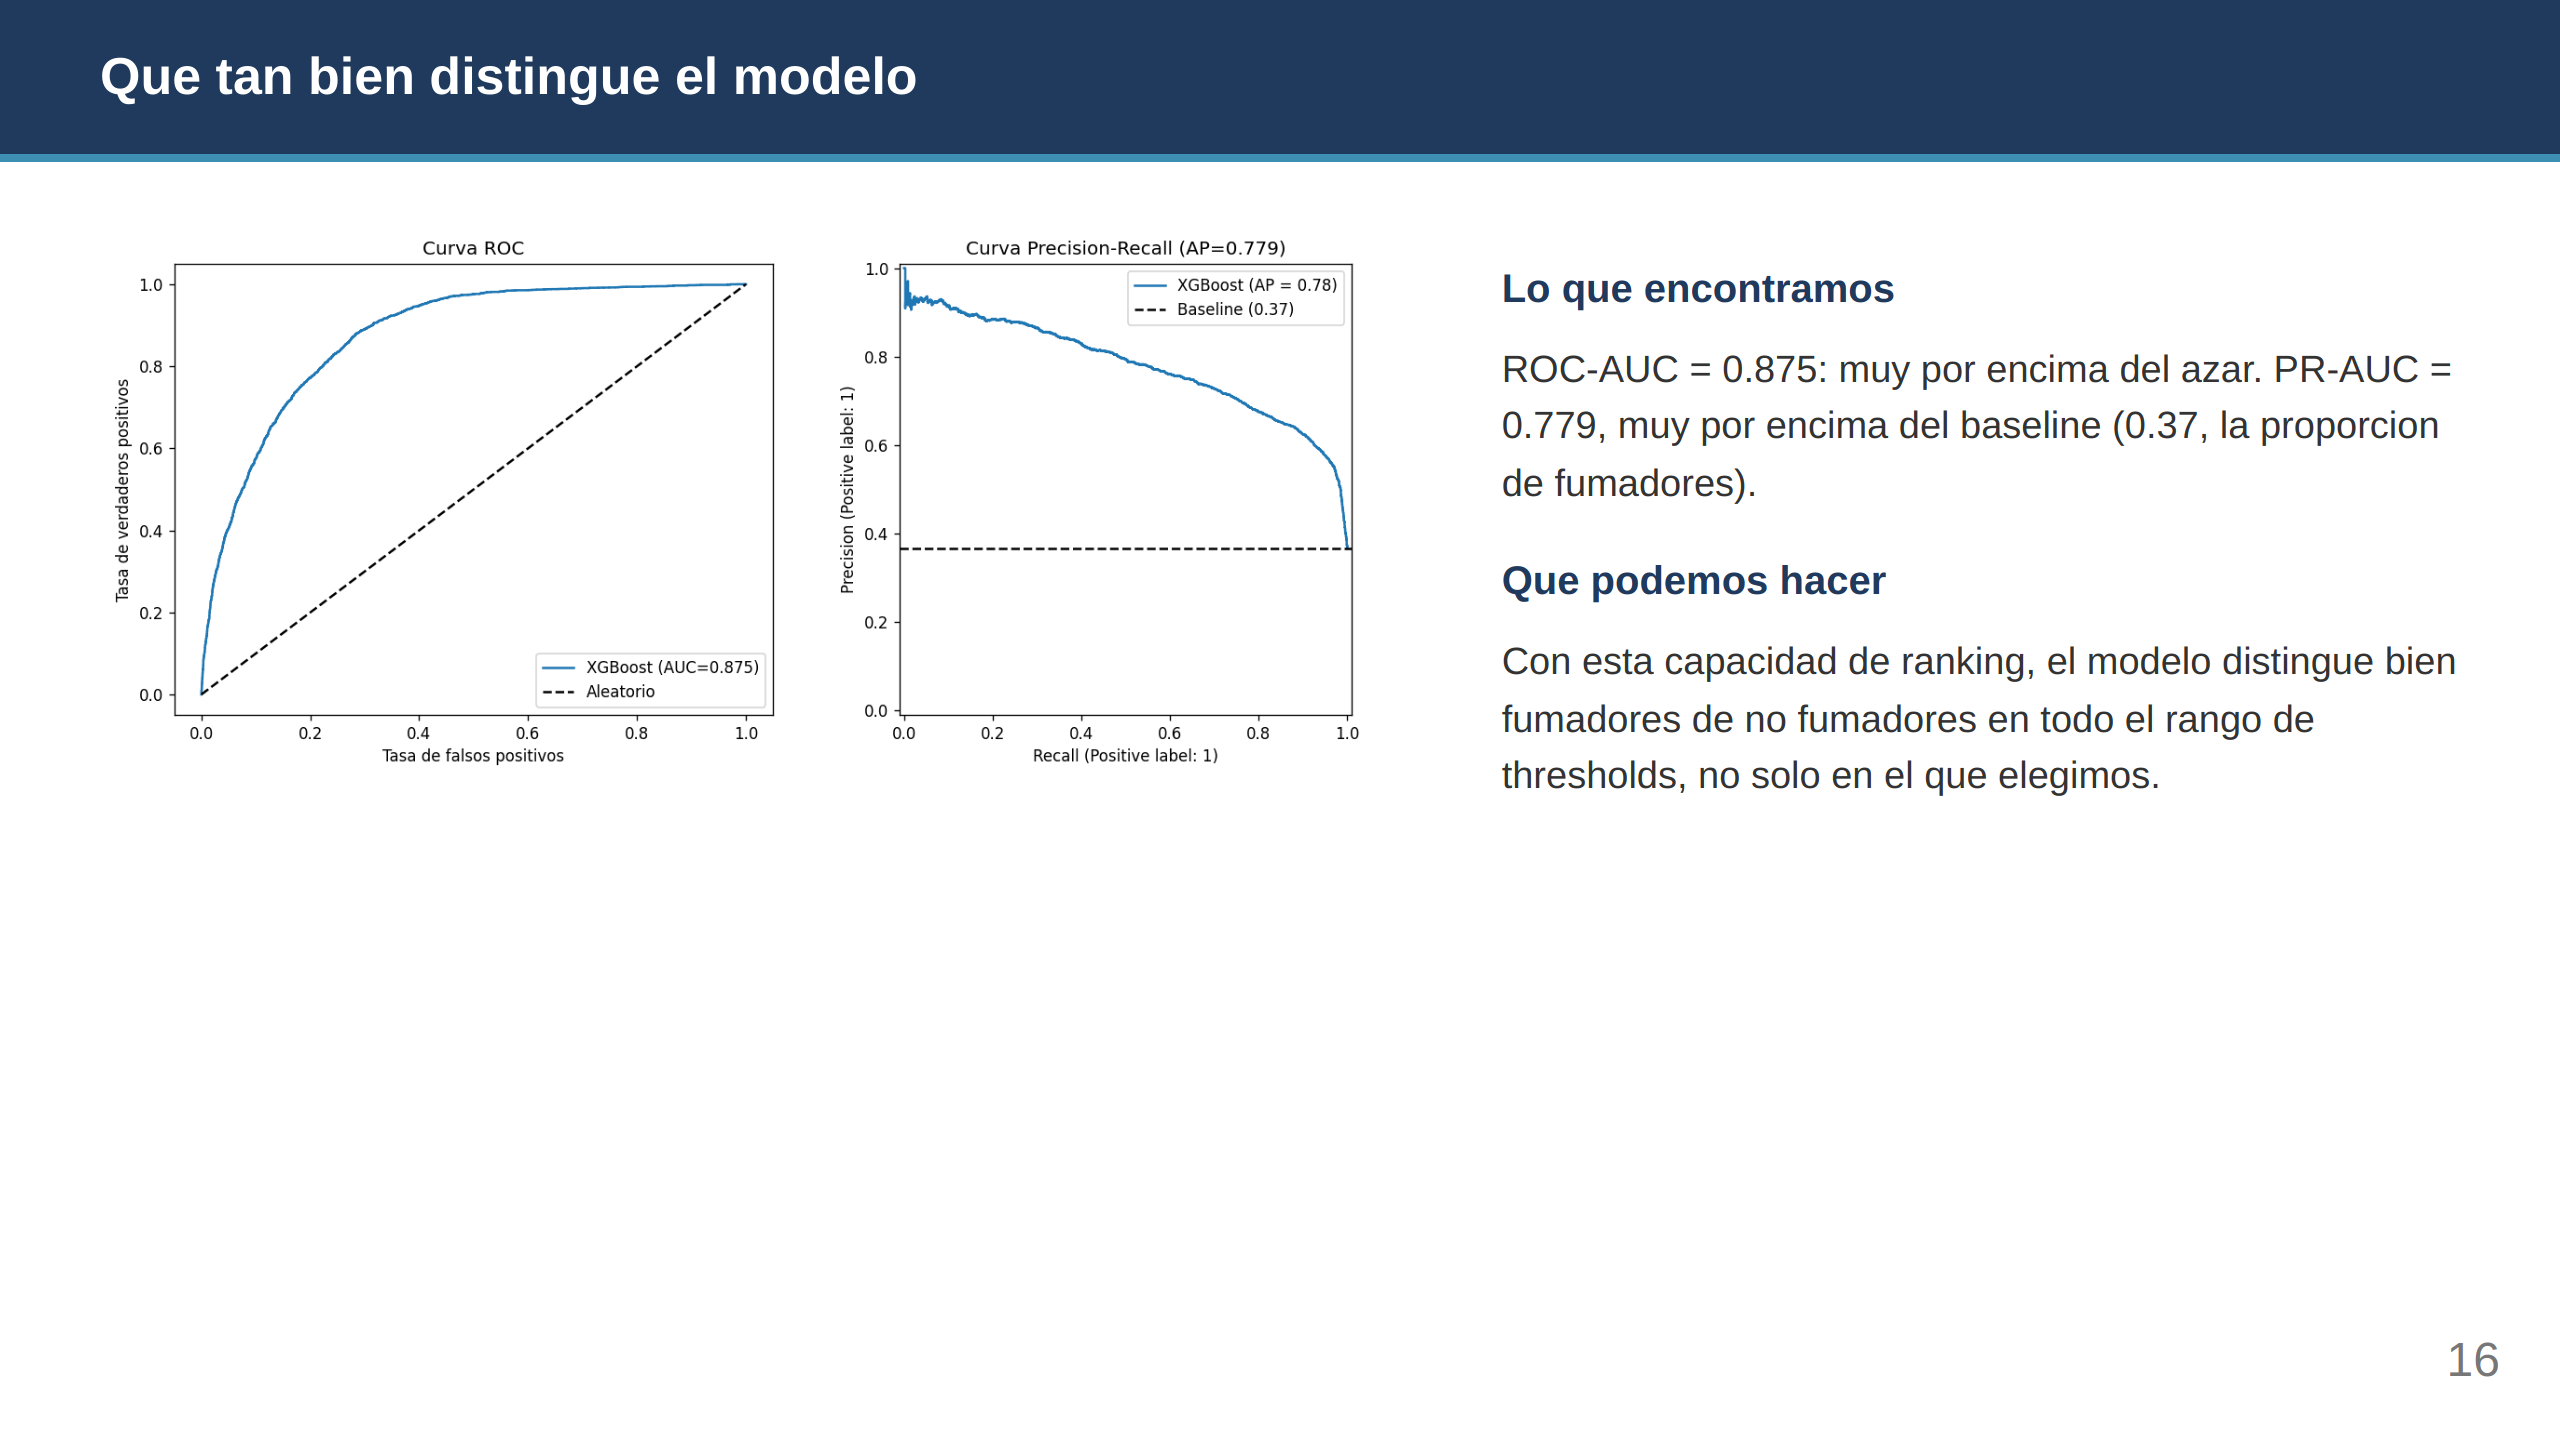 Que tan bien distingue el modelo
Curva ROC
1.0
0.8
0.6
0.4
0.2
0.0
Tasa de verdaderos positivos
XGBoost (AUC=0.875)
Aleatorio
0.0 0.2 0.4 0.6 0.8 1.0
Tasa de falsos positivos
Curva Precision-Recall (AP=0.779)
1.0
0.8
0.6
0.4
0.2
0.0
Precision (Positive label: 1)
XGBoost (AP = 0.78)
Baseline (0.37)
0.0 0.2 0.4 0.6 0.8 1.0
Recall (Positive label: 1)
Lo que encontramos
ROC-AUC = 0.875: muy por encima del azar. PR-AUC =
0.779, muy por encima del baseline (0.37, la proporcion
de fumadores).
Que podemos hacer
Con esta capacidad de ranking, el modelo distingue bien
fumadores de no fumadores en todo el rango de
thresholds, no solo en el que elegimos.
16